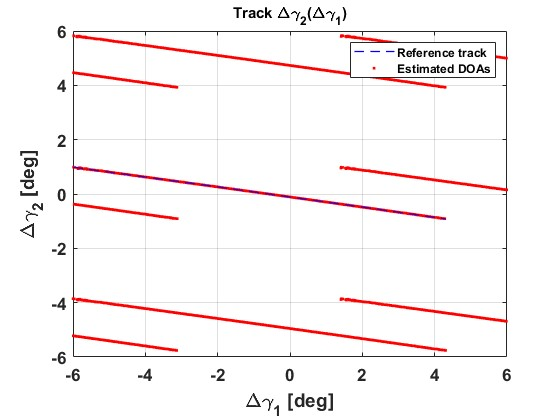 Track Δγ₂(Δγ₁)
Reference track
Estimated DOAs
6
4
2
0
-2
-4
-6
Δγ₂ [deg]
-6 -4 -2 0 2 4 6
Δγ₁ [deg]